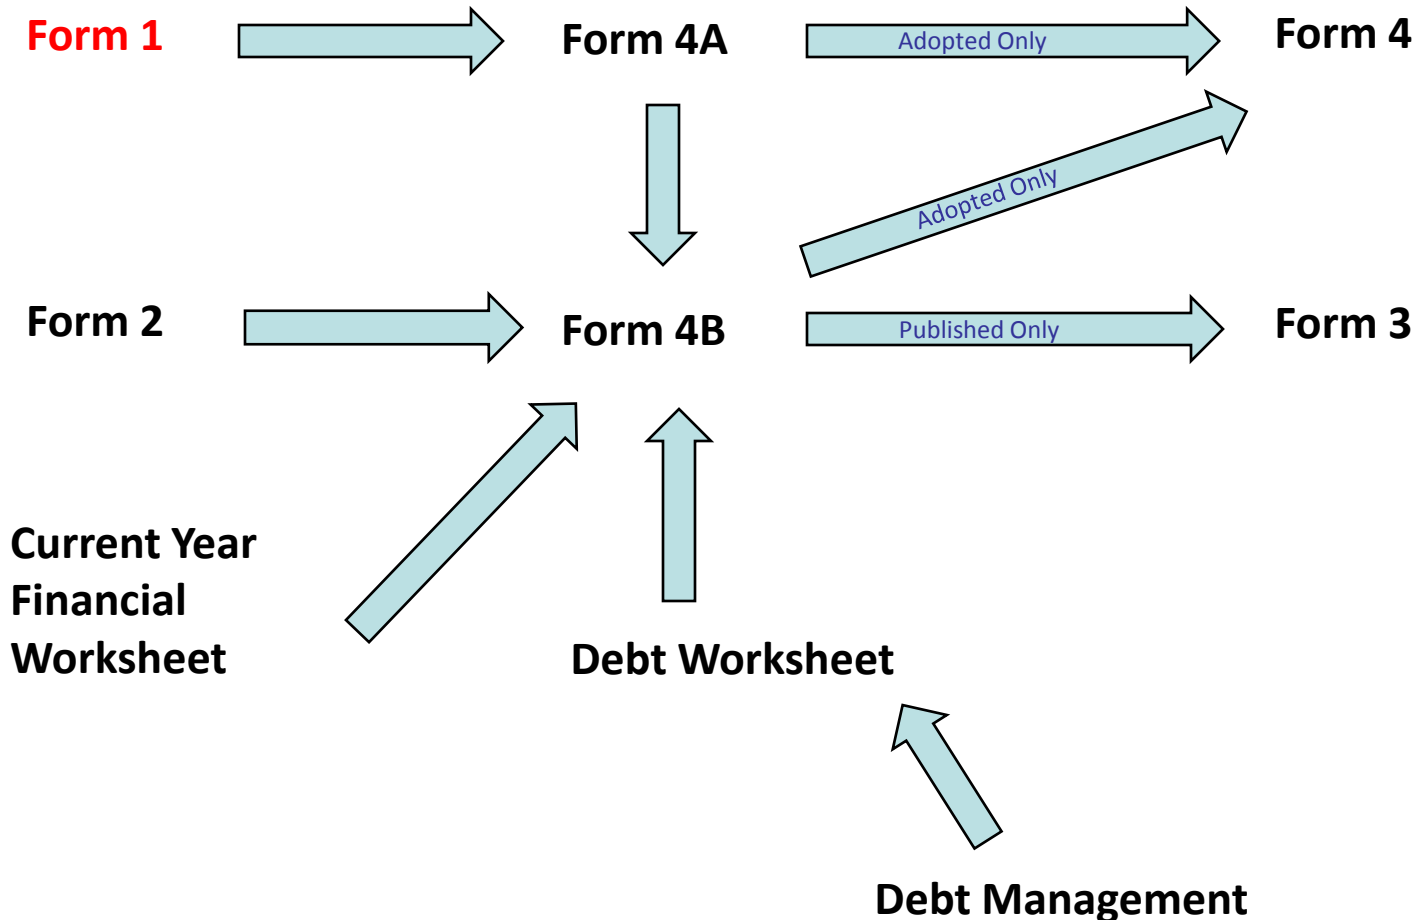 Form 1
Form 4A
Adopted Only
Form 4
Adopted Only
Form 2
Form 4B
Published Only
Form 3
Current Year
Financial
Worksheet
Debt Worksheet
Debt Management